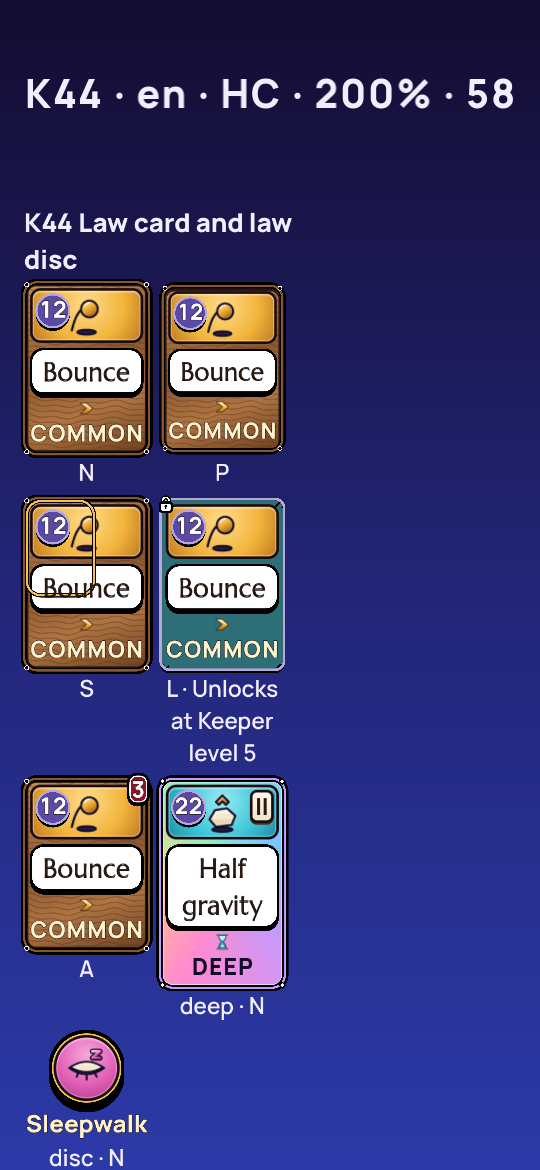 K44 · en · HC · 200% · 58
K44 Law card and law
disc
12
12
Bounce
Bounce
COMMON
COMMON
N
P
12
12
Bounce
Bounce
COMMON
COMMON
S
L · Unlocks
at Keeper
level 5
3
12
22
II
Bounce
Half
gravity
COMMON
DEEP
A
deep · N
z
Sleepwalk
disc · N